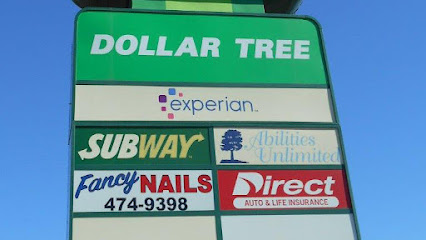 DOLLAR TREE
experian
SUBWAY
Abilities
Unlimited
Fancy NAILS
474-9398
Direct
AUTO & LIFE INSURANCE